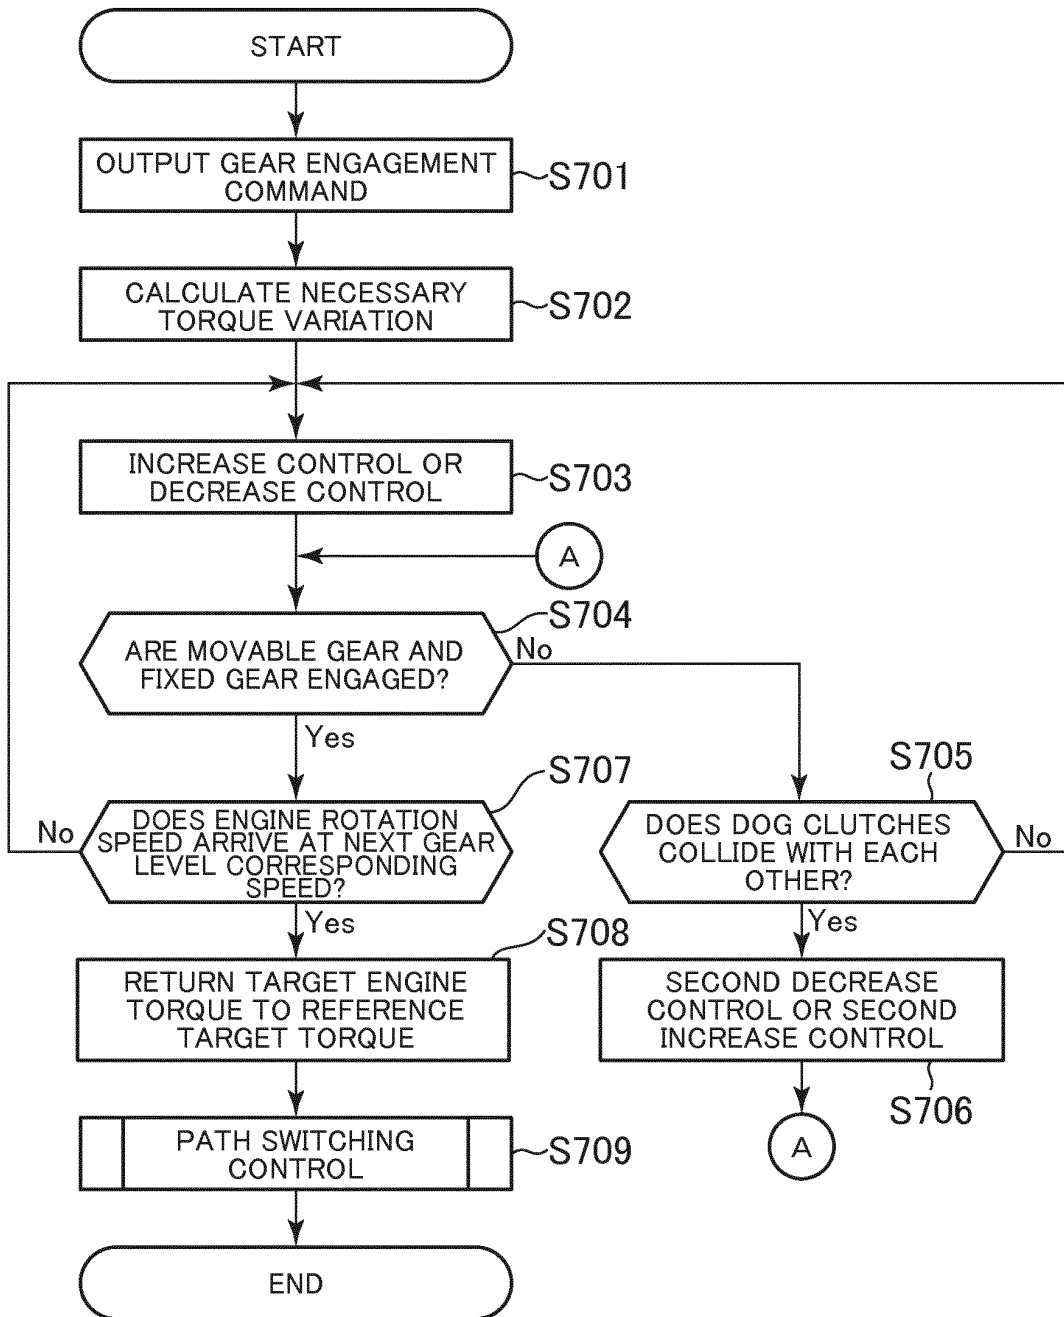 START
OUTPUT GEAR ENGAGEMENT
COMMAND
S701
CALCULATE NECESSARY
TORQUE VARIATION
S702
INCREASE CONTROL OR
DECREASE CONTROL
S703
A
ARE MOVABLE GEAR AND
FIXED GEAR ENGAGED?
S704
No
Yes
DOES ENGINE ROTATION
SPEED ARRIVE AT NEXT GEAR
LEVEL CORRESPONDING
SPEED?
S707
No
Yes
DOES DOG CLUTCHES
COLLIDE WITH EACH
OTHER?
S705
No
Yes
RETURN TARGET ENGINE
TORQUE TO REFERENCE
TARGET TORQUE
S708
SECOND DECREASE
CONTROL OR SECOND
INCREASE CONTROL
S706
A
PATH SWITCHING
CONTROL
S709
END